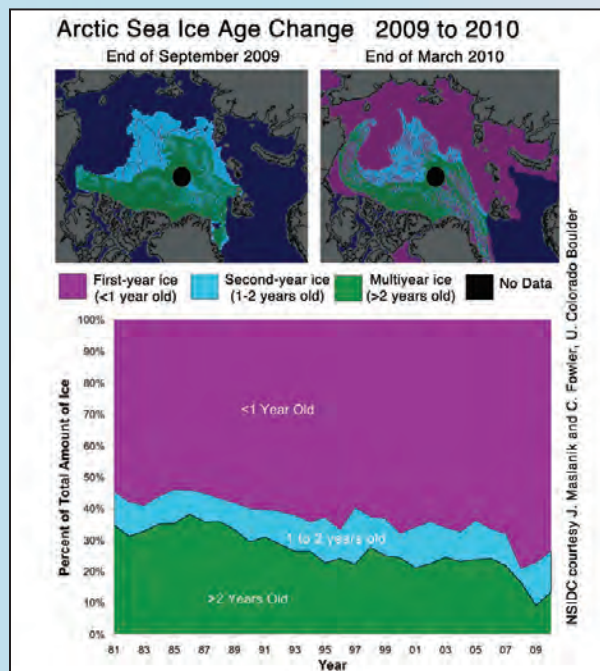 Arctic Sea Ice Age Change 2009 to 2010
End of September 2009
End of March 2010
First-year ice
(<1 year old)
Second-year ice
(1-2 years old)
Multiyear ice
(>2 years old)
No Data
100%
90%
80%
70%
60%
50%
40%
30%
20%
10%
0%
Percent of Total Amount of Ice
<1 Year Old
1 to 2 years old
>2 Years Old
81 83 85 87 89 91 93 95 97 99 01 03 05 07 09
Year
NSIDC courtesy J. Maslanik and C. Fowler, U. Colorado Boulder